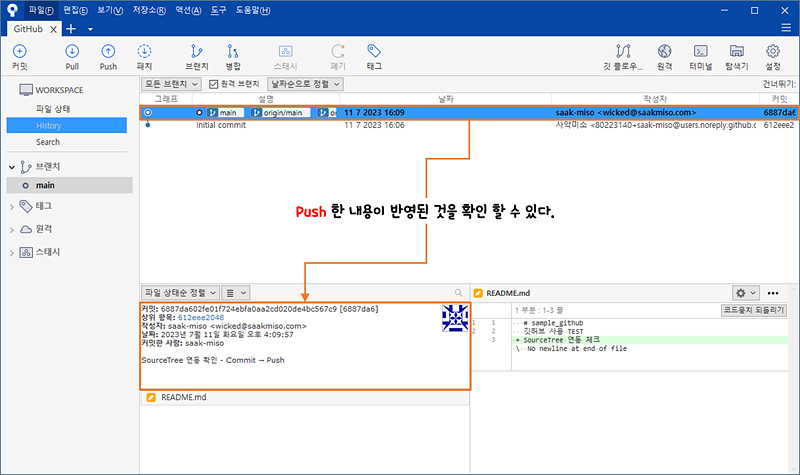 파일(F) 편집(E) 보기(V) 저장소(R) 액션(A) 도구 도움말(H)
GitHub
커밋 Pull Push 패치 브랜치 병합 스태시 폐기 태그 깃 플로우... 원격 터미널 탐색기 설정
WORKSPACE
파일 상태
History
Search
브랜치
main
태그
원격
스태시
모든 브랜치 원격 브랜치 날짜순으로 정렬 건너뛰기:
그래프 설명 날짜 작성자 커밋
main origin/main 11 7 2023 16:09 saak-miso <wicked@saakmiso.com> 6887da6
Initial commit 11 7 2023 16:06 사악미소 <80223140+saak-miso@users.noreply.github.c 612eee2
Push 한 내용이 반영된 것을 확인 할 수 있다.
파일 상태순 정렬
커밋: 6887da602fe01f724ebfa0aa2cd020de4bc567c9 [6887da6]
상위 항목: 612eee2048
작성자: saak-miso <wicked@saakmiso.com>
날짜: 2023년 7월 11일 화요일 오후 4:09:57
커밋한 사람: saak-miso
SourceTree 연동 확인 - Commit → Push
README.md
README.md
1 부분 : 1-3 줄 코드뭉치 되돌리기
1 1 # sample_github
2 2 깃허브 사용 TEST
3 + SourceTree 연동 체크
\ No newline at end of file